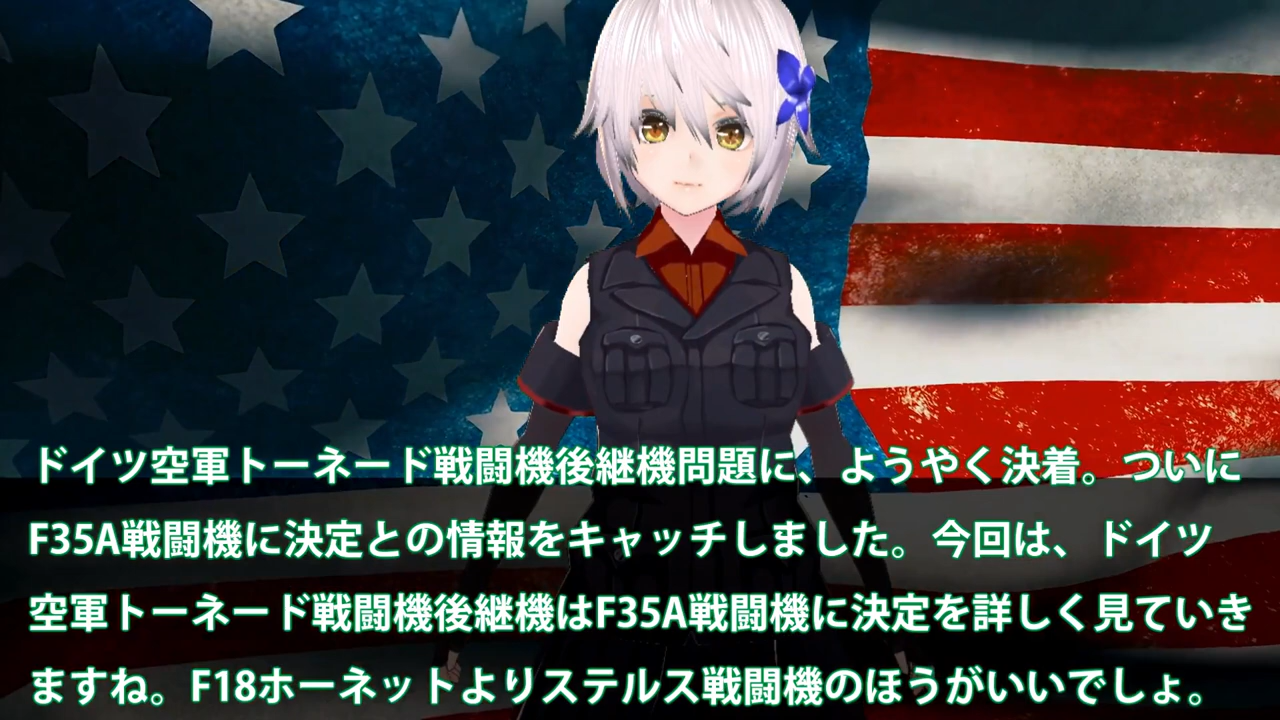 ドイツ空軍トーネード戦闘機後継機問題に、ようやく決着。ついに
F35A戦闘機に決定との情報をキャッチしました。今回は、ドイツ
空軍トーネード戦闘機後継機はF35A戦闘機に決定を詳しく見ていき
ますね。F18ホーネットよりステルス戦闘機のほうがいいでしょ。